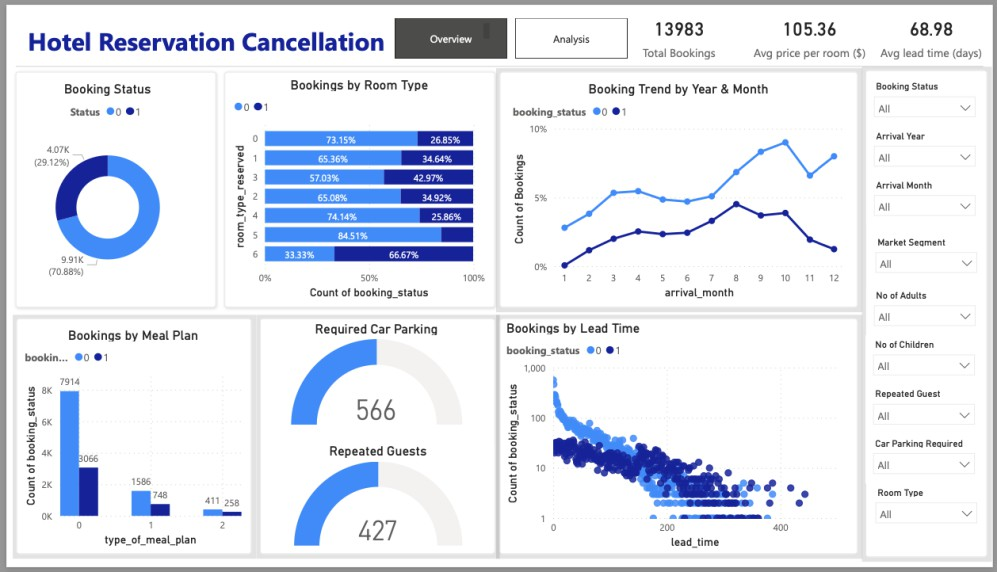 Hotel Reservation Cancellation
Overview
Analysis
13983
Total Bookings
105.36
Avg price per room ($)
68.98
Avg lead time (days)
Booking Status
Status 0 1
4.07K
(29.12%)
9.91K
(70.88%)
Bookings by Room Type
0 1
room_type_reserved
0 73.15% 26.85%
1 65.36% 34.64%
3 57.03% 42.97%
2 65.08% 34.92%
4 74.14% 25.86%
5 84.51%
6 33.33% 66.67%
0% 50% 100%
Count of booking_status
Booking Trend by Year & Month
booking_status 0 1
Count of Bookings
10%
5%
0%
1 2 3 4 5 6 7 8 9 10 11 12
arrival_month
Bookings by Meal Plan
bookin... 0 1
Count of booking_status
8K
6K
4K
2K
0K
7914
3066
1586
748
411 258
0 1 2
type_of_meal_plan
Required Car Parking
566
Repeated Guests
427
Bookings by Lead Time
booking_status 0 1
Count of booking_status
1,000
100
10
1
0 200 400
lead_time
Booking Status
All
Arrival Year
All
Arrival Month
All
Market Segment
All
No of Adults
All
No of Children
All
Repeated Guest
All
Car Parking Required
All
Room Type
All